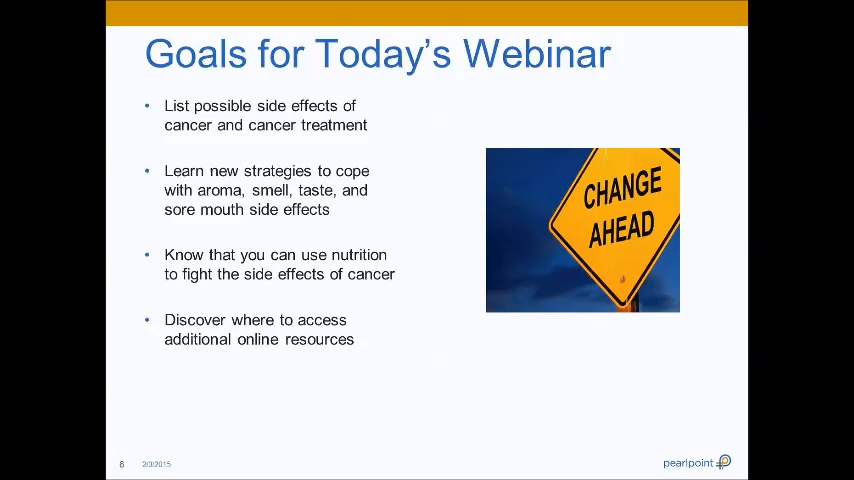 Goals for Today's Webinar
• List possible side effects of
cancer and cancer treatment
• Learn new strategies to cope
with aroma, smell, taste, and
sore mouth side effects
• Know that you can use nutrition
to fight the side effects of cancer
• Discover where to access
additional online resources
CHANGE
AHEAD
6 2/3/2015
pearlpoint